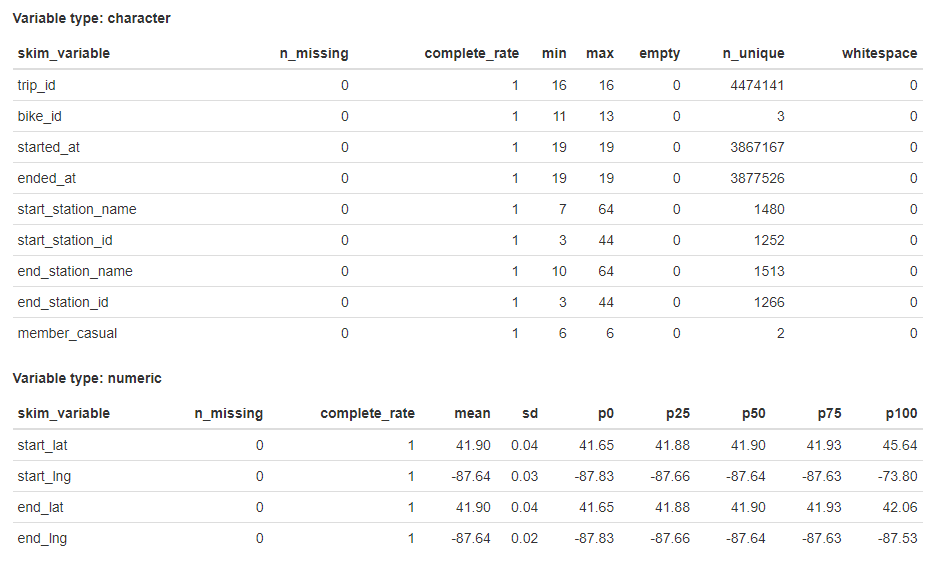 Variable type: character
skim_variable n_missing complete_rate min max empty n_unique whitespace
trip_id 0 1 16 16 0 4474141 0
bike_id 0 1 11 13 0 3 0
started_at 0 1 19 19 0 3867167 0
ended_at 0 1 19 19 0 3877526 0
start_station_name 0 1 7 64 0 1480 0
start_station_id 0 1 3 44 0 1252 0
end_station_name 0 1 10 64 0 1513 0
end_station_id 0 1 3 44 0 1266 0
member_casual 0 1 6 6 0 2 0
Variable type: numeric
skim_variable n_missing complete_rate mean sd p0 p25 p50 p75 p100
start_lat 0 1 41.90 0.04 41.65 41.88 41.90 41.93 45.64
start_lng 0 1 -87.64 0.03 -87.83 -87.66 -87.64 -87.63 -73.80
end_lat 0 1 41.90 0.04 41.65 41.88 41.90 41.93 42.06
end_lng 0 1 -87.64 0.02 -87.83 -87.66 -87.64 -87.63 -87.53